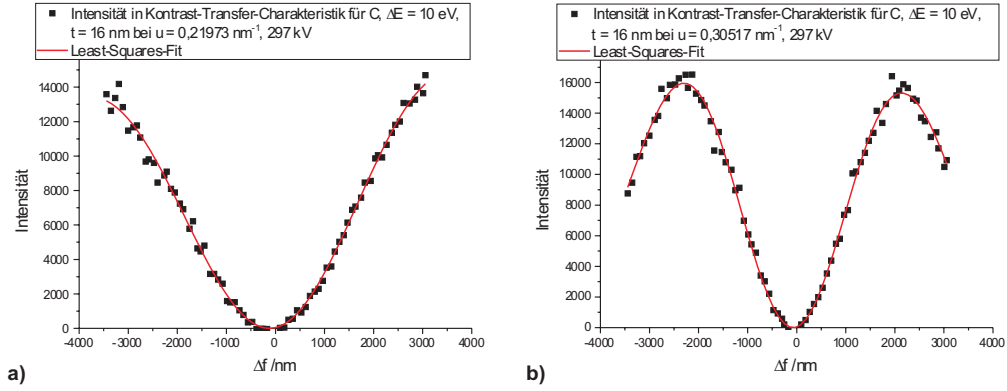 Intensität in Kontrast-Transfer-Charakteristik für C, ΔE = 10 eV,
t = 16 nm bei u = 0,21973 nm⁻¹, 297 kV
Least-Squares-Fit
14000
12000
10000
8000
6000
4000
2000
0
Intensität
-4000 -3000 -2000 -1000 0 1000 2000 3000 4000
Δf /nm
a)
Intensität in Kontrast-Transfer-Charakteristik für C, ΔE = 10 eV,
t = 16 nm bei u = 0,30517 nm⁻¹, 297 kV
Least-Squares-Fit
16000
14000
12000
10000
8000
6000
4000
2000
0
Intensität
-4000 -3000 -2000 -1000 0 1000 2000 3000 4000
Δf /nm
b)